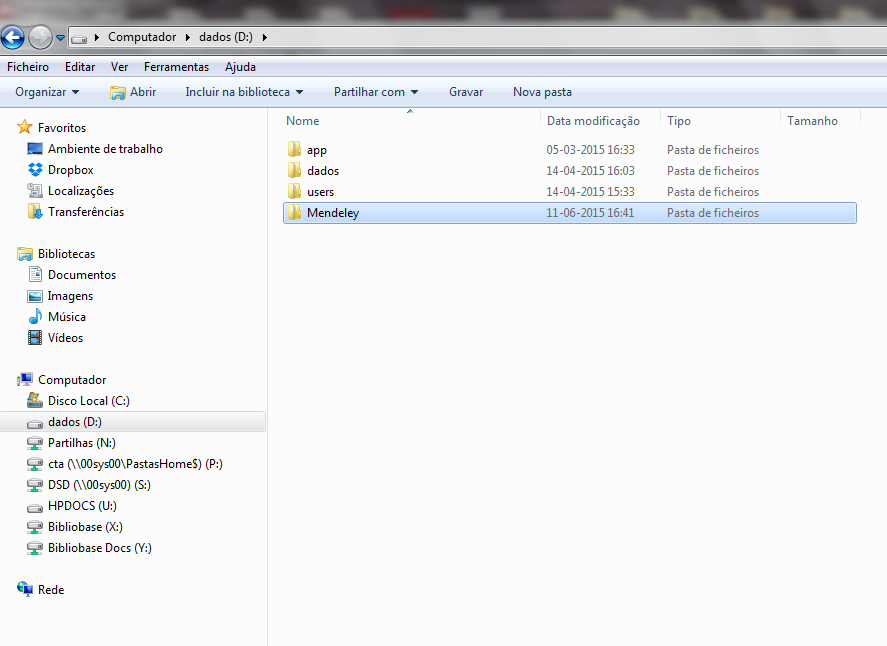 Computador dados (D:)
Ficheiro Editar Ver Ferramentas Ajuda
Organizar Abrir Incluir na biblioteca Partilhar com Gravar Nova pasta
Favoritos
Ambiente de trabalho
Dropbox
Localizações
Transferências
Bibliotecas
Documentos
Imagens
Música
Vídeos
Computador
Disco Local (C:)
dados (D:)
Partilhas (N:)
cta (\\00sys00\PastasHome$) (P:)
DSD (\\00sys00) (S:)
HPDOCS (U:)
Bibliobase (X:)
Bibliobase Docs (Y:)
Rede
Nome Data modificação Tipo Tamanho
app 05-03-2015 16:33 Pasta de ficheiros
dados 14-04-2015 16:03 Pasta de ficheiros
users 14-04-2015 15:33 Pasta de ficheiros
Mendeley 11-06-2015 16:41 Pasta de ficheiros